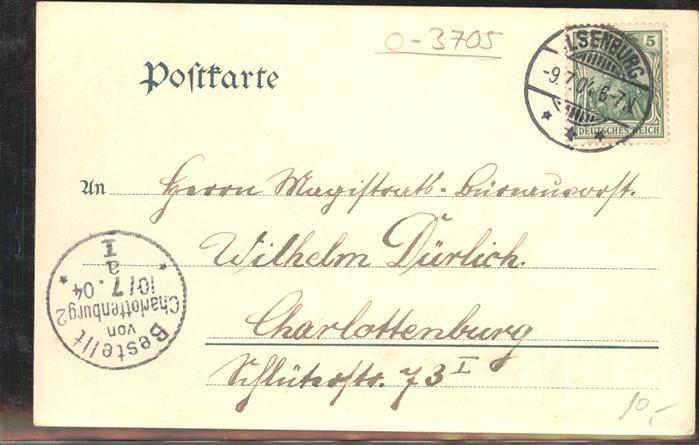 O-3705
Postkarte
ILSENBURG
-9.7.04.6-7N.
5
DEUTSCHES REICH
An Herrn Magistrats-Bureauvorst.
Wilhelm Dürlich.
Charlottenburg
Schlüterstr. 73 I
Bestellt
von
Charlottenburg 2
10/7.04
a
I
10,-